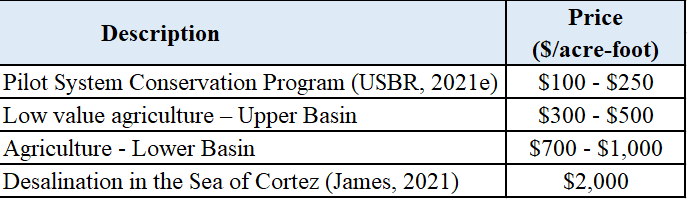 Description Price
($/acre-foot)
Pilot System Conservation Program (USBR, 2021e) $100 - $250
Low value agriculture – Upper Basin $300 - $500
Agriculture - Lower Basin $700 - $1,000
Desalination in the Sea of Cortez (James, 2021) $2,000